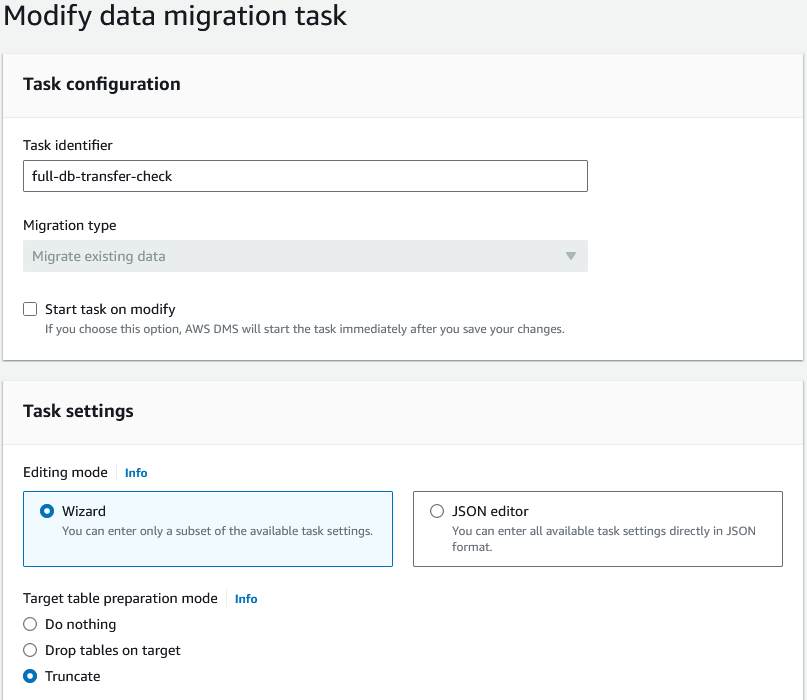 Modify data migration task
Task configuration
Task identifier
full-db-transfer-check
Migration type
Migrate existing data
Start task on modify
If you choose this option, AWS DMS will start the task immediately after you save your changes.
Task settings
Editing mode Info
Wizard
You can enter only a subset of the available task settings.
JSON editor
You can enter all available task settings directly in JSON
format.
Target table preparation mode Info
Do nothing
Drop tables on target
Truncate